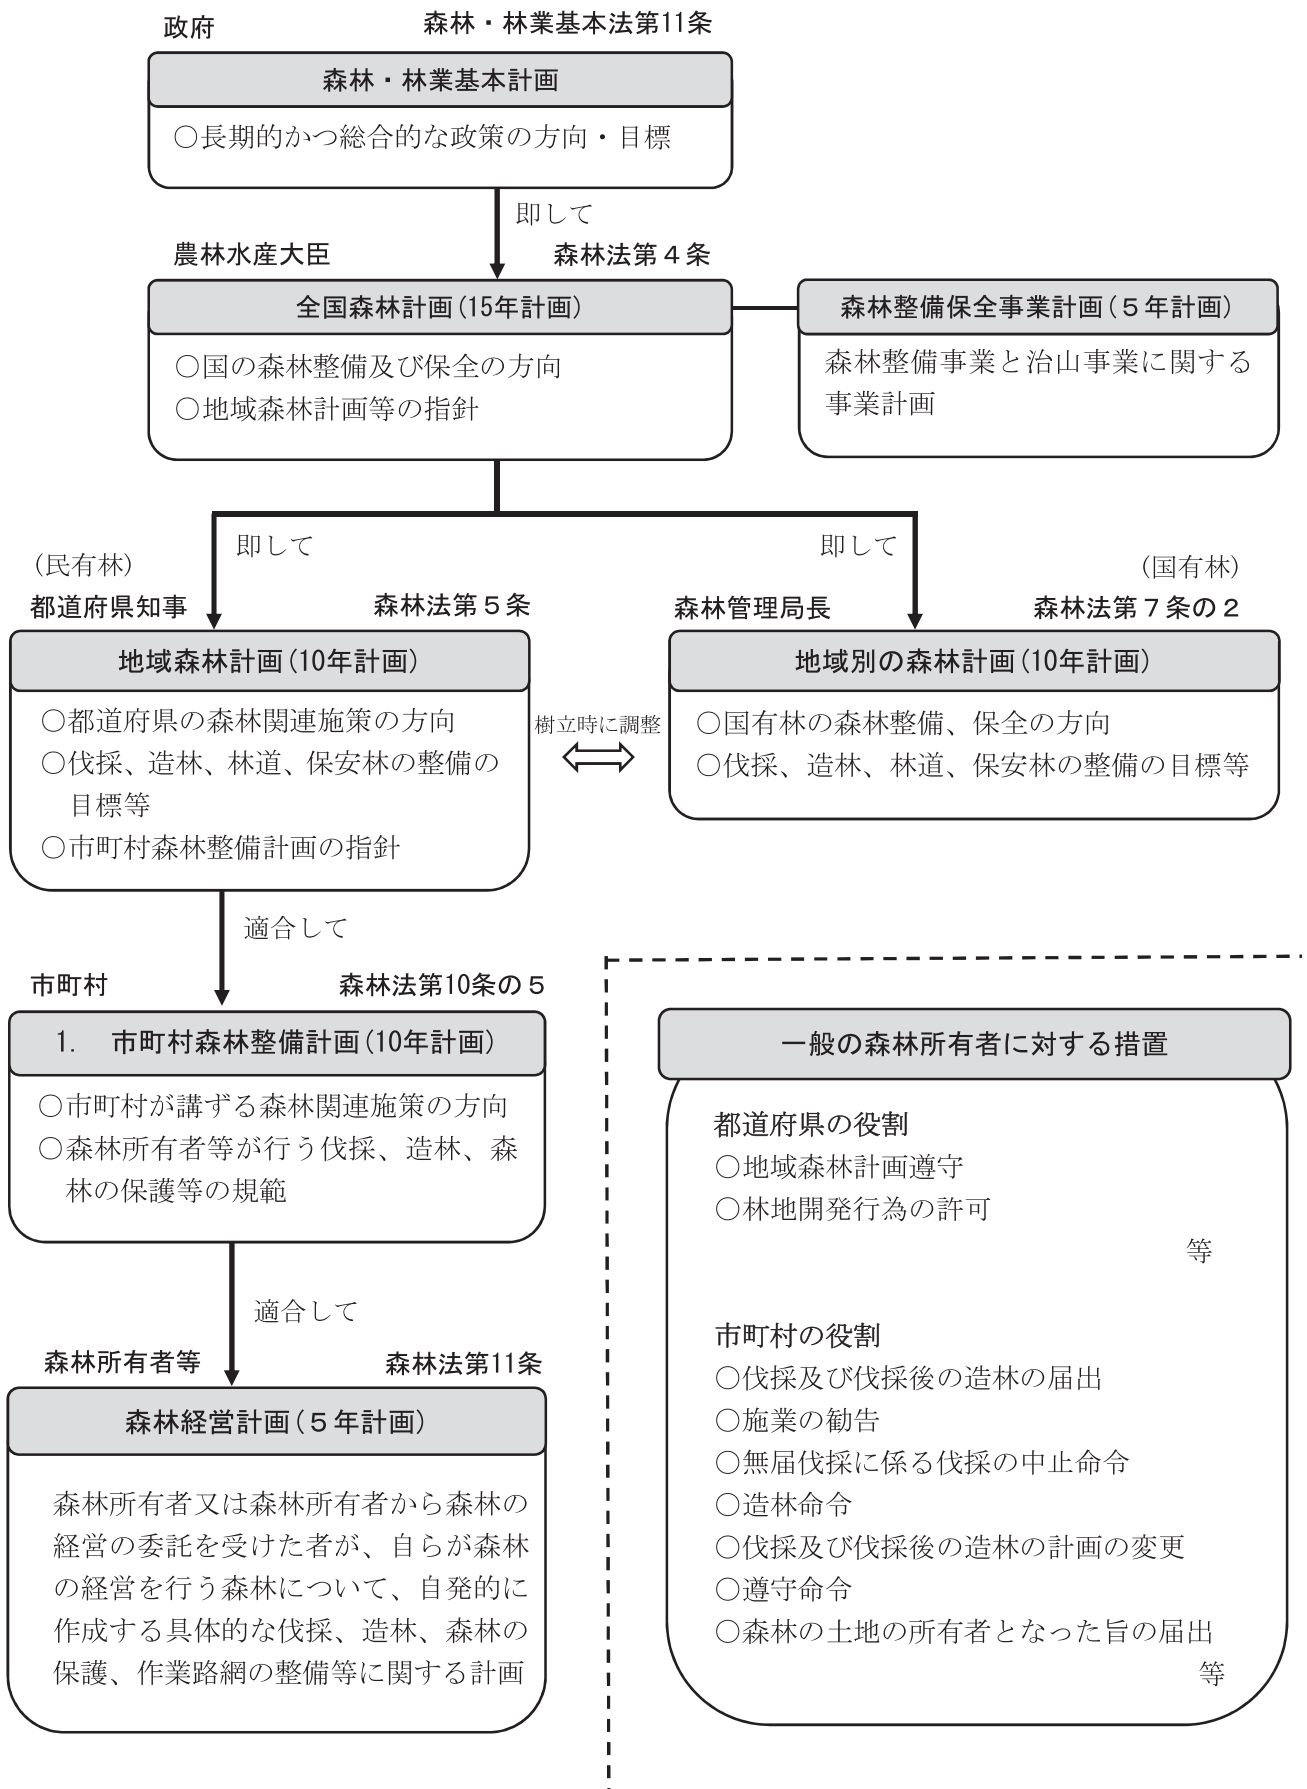 政府 森林・林業基本法第11条
森林・林業基本計画
○長期的かつ総合的な政策の方向・目標
即して
農林水産大臣 森林法第４条
全国森林計画(15年計画)
○国の森林整備及び保全の方向
○地域森林計画等の指針
森林整備保全事業計画(５年計画)
森林整備事業と治山事業に関する
事業計画
即して
即して
(民有林)
都道府県知事 森林法第５条
地域森林計画(10年計画)
○都道府県の森林関連施策の方向
○伐採、造林、林道、保安林の整備の
目標等
○市町村森林整備計画の指針
樹立時に調整
(国有林)
森林管理局長 森林法第７条の２
地域別の森林計画(10年計画)
○国有林の森林整備、保全の方向
○伐採、造林、林道、保安林の整備の目標等
適合して
市町村 森林法第10条の５
1. 市町村森林整備計画(10年計画)
○市町村が講ずる森林関連施策の方向
○森林所有者等が行う伐採、造林、森
林の保護等の規範
適合して
森林所有者等 森林法第11条
森林経営計画(５年計画)
森林所有者又は森林所有者から森林の
経営の委託を受けた者が、自らが森林
の経営を行う森林について、自発的に
作成する具体的な伐採、造林、森林の
保護、作業路網の整備等に関する計画
一般の森林所有者に対する措置
都道府県の役割
○地域森林計画遵守
○林地開発行為の許可
等
市町村の役割
○伐採及び伐採後の造林の届出
○施業の勧告
○無届伐採に係る伐採の中止命令
○造林命令
○伐採及び伐採後の造林の計画の変更
○遵守命令
○森林の土地の所有者となった旨の届出
等